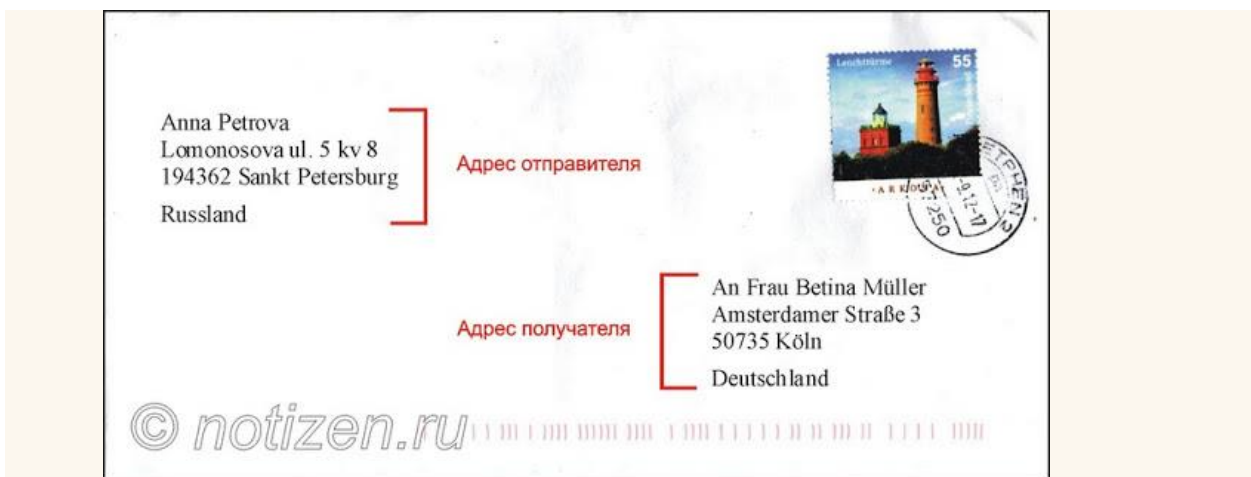 Leuchttürme 55
Anna Petrova
Lomonosova ul. 5 kv 8
194362 Sankt Petersburg
Russland
Адрес отправителя
·ARKONA·
An Frau Betina Müller
Amsterdamer Straße 3
50735 Köln
Deutschland
Адрес получателя
© notizen.ru